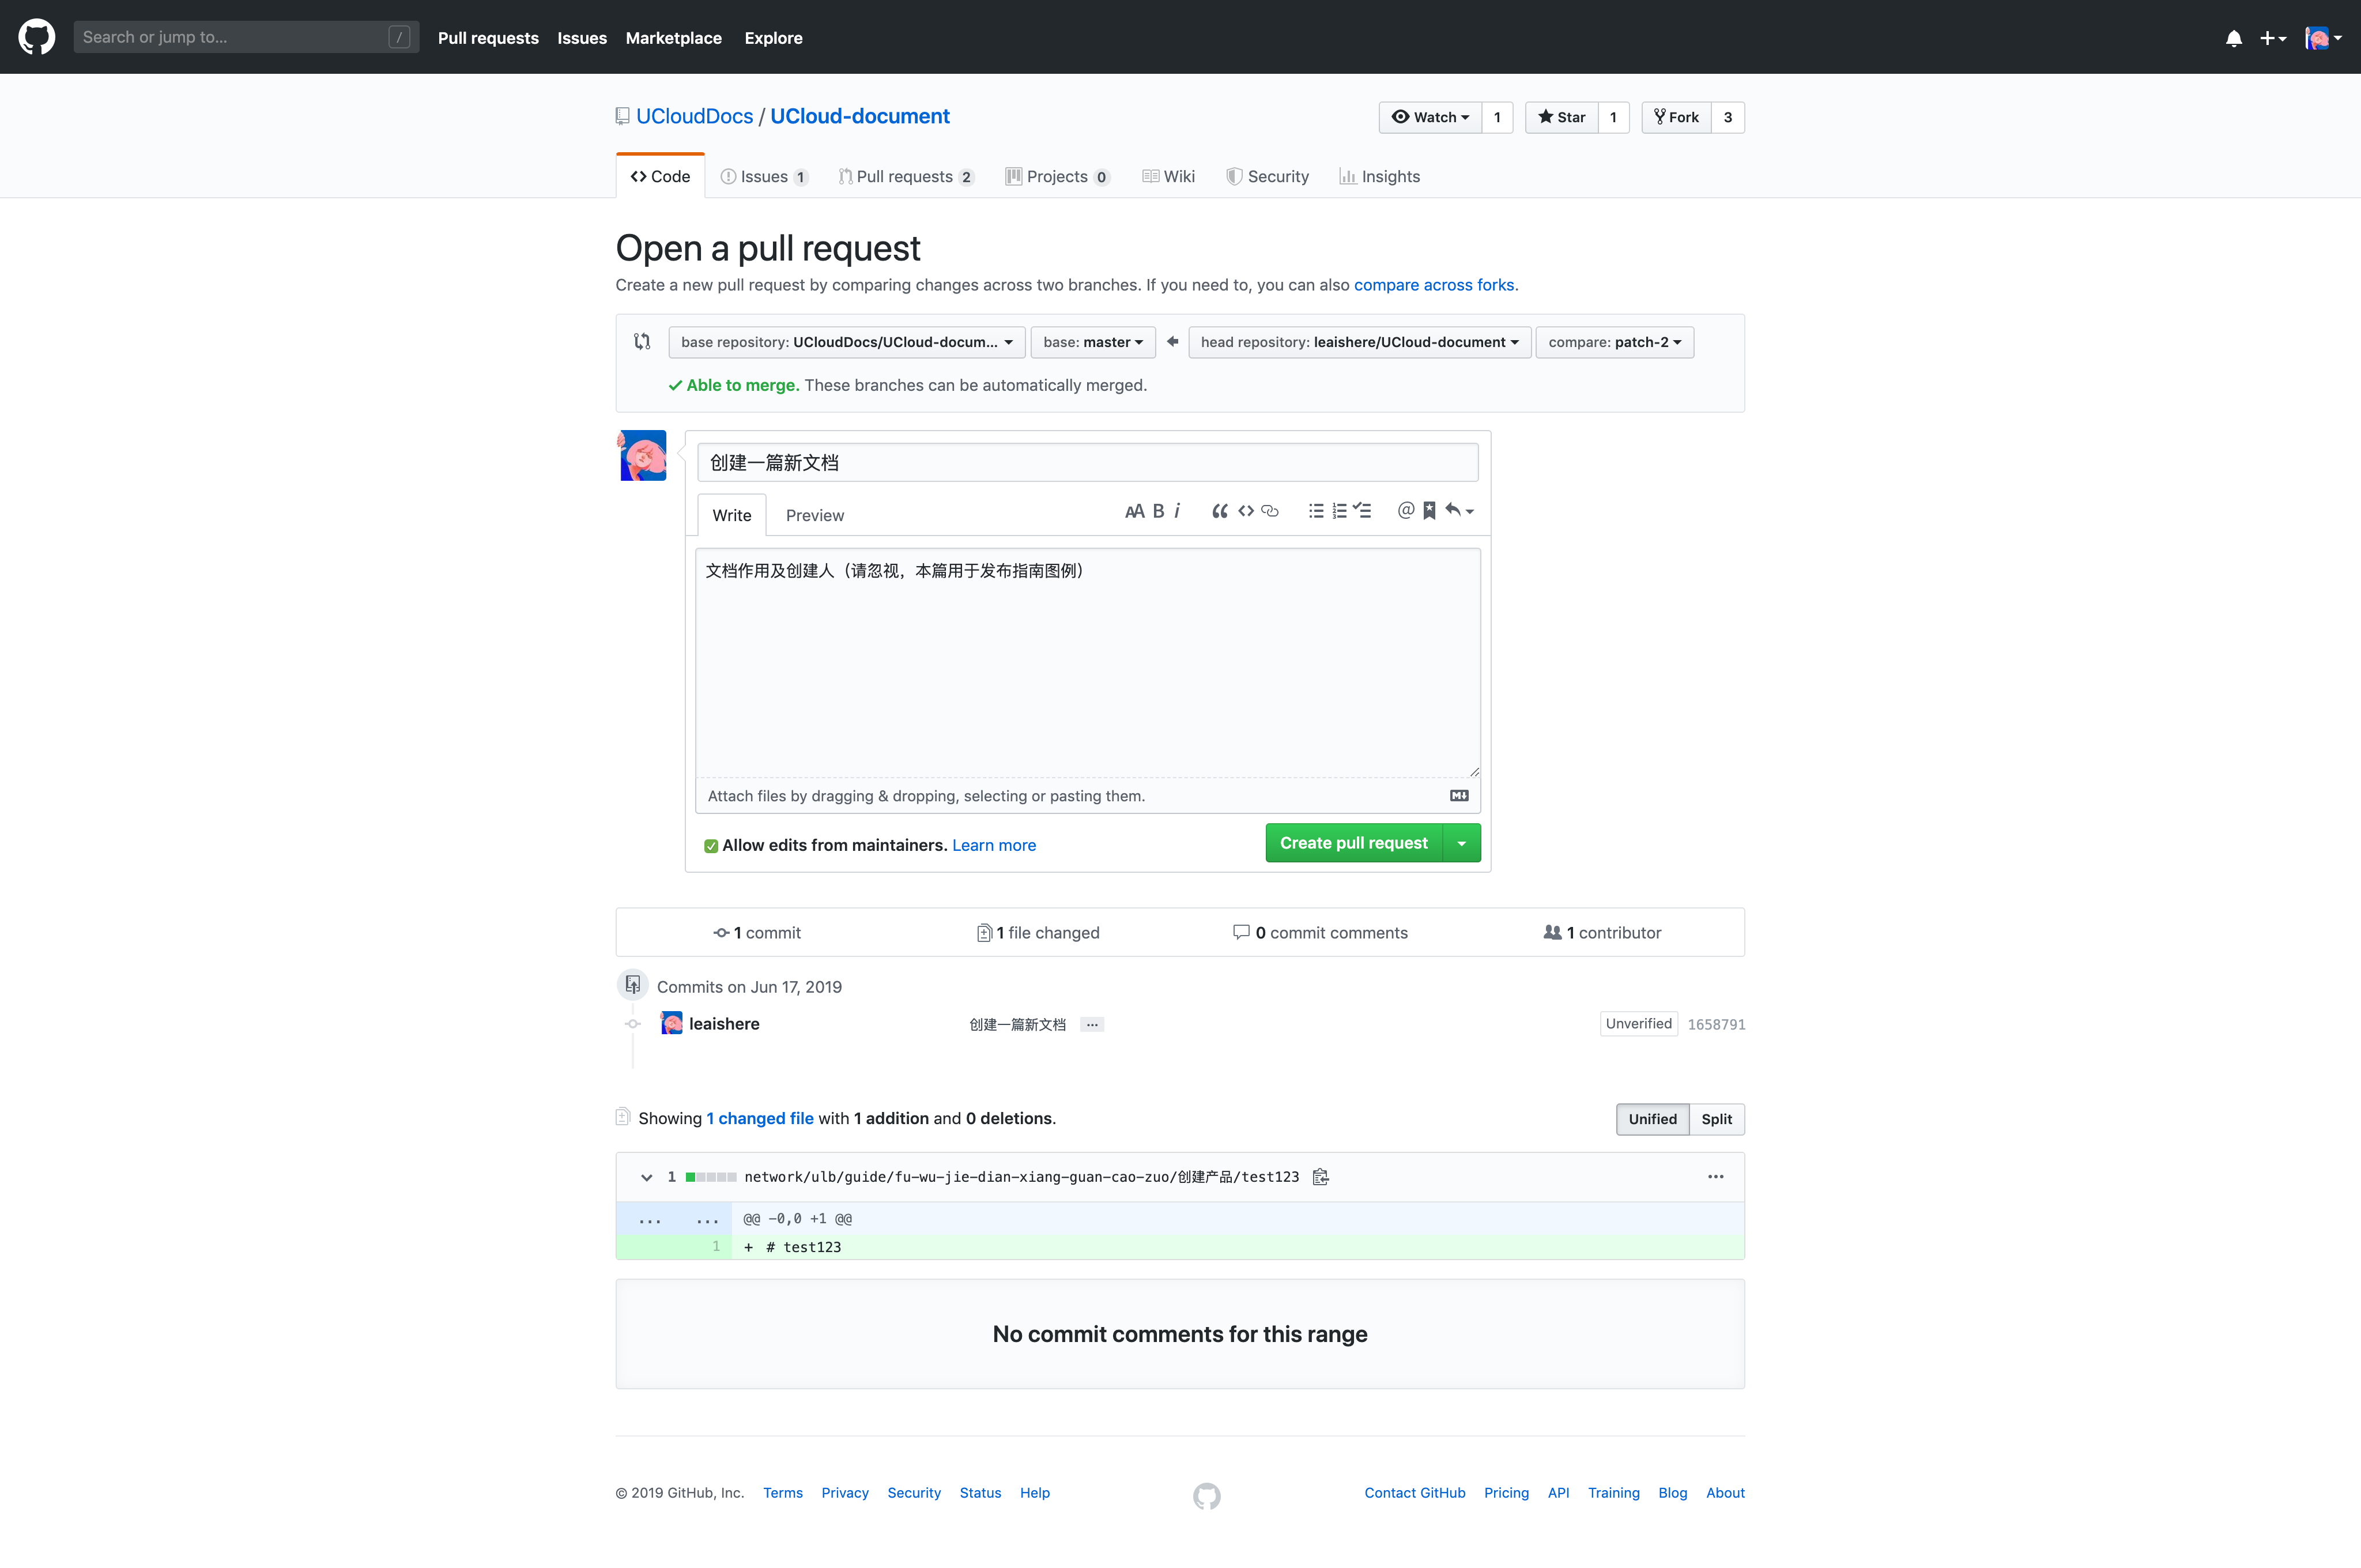 Search or jump to... /
Pull requests Issues Marketplace Explore
UCloudDocs / UCloud-document
Watch 1 Star 1 Fork 3
Code Issues 1 Pull requests 2 Projects 0 Wiki Security Insights
Open a pull request
Create a new pull request by comparing changes across two branches. If you need to, you can also compare across forks.
base repository: UCloudDocs/UCloud-docum... base: master head repository: leaishere/UCloud-document compare: patch-2
Able to merge. These branches can be automatically merged.
创建一篇新文档
Write Preview
文档作用及创建人（请忽视，本篇用于发布指南图例）
Attach files by dragging & dropping, selecting or pasting them.
Allow edits from maintainers. Learn more
Create pull request
1 commit 1 file changed 0 commit comments 1 contributor
Commits on Jun 17, 2019
leaishere 创建一篇新文档 ... Unverified 1658791
Showing 1 changed file with 1 addition and 0 deletions.
Unified Split
1 network/ulb/guide/fu-wu-jie-dian-xiang-guan-cao-zuo/创建产品/test123
... ... @@ -0,0 +1 @@
1 + # test123
No commit comments for this range
© 2019 GitHub, Inc. Terms Privacy Security Status Help
Contact GitHub Pricing API Training Blog About